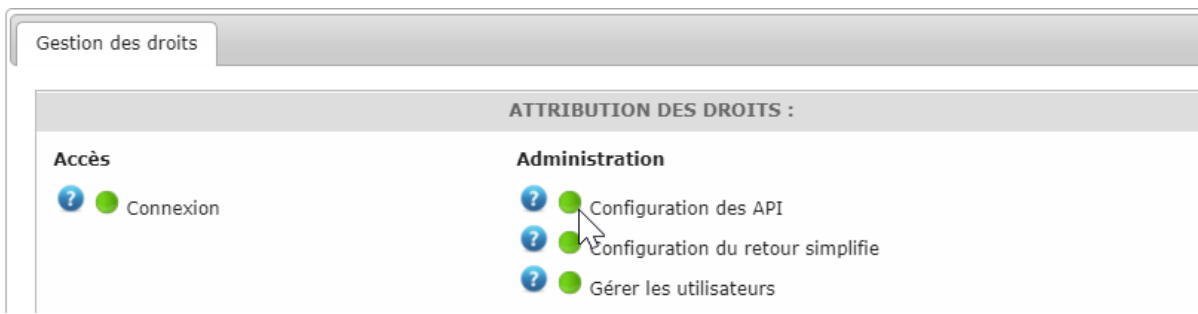 Gestion des droits
ATTRIBUTION DES DROITS :
Accès
Administration
? Connexion
? Configuration des API
? Configuration du retour simplifie
? Gérer les utilisateurs